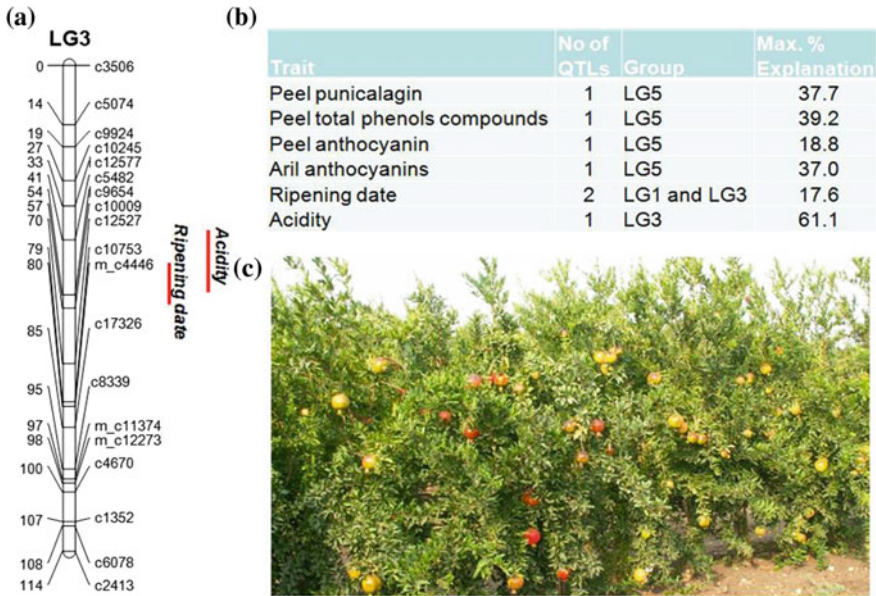 (a)
LG3
0 c3506
14 c5074
19 c9924
27 c10245
33 c12577
41 c5482
54 c9654
57 c10009
70 c12527
79 c10753
80 m_c4446
85 c17326
95 c8339
97 m_c11374
98 m_c12273
100 c4670
107 c1352
108 c6078
114 c2413
Ripening date
Acidity
(b)
Trait No of QTLs Group Max. % Explanation
Peel punicalagin 1 LG5 37.7
Peel total phenols compounds 1 LG5 39.2
Peel anthocyanin 1 LG5 18.8
Aril anthocyanins 1 LG5 37.0
Ripening date 2 LG1 and LG3 17.6
Acidity 1 LG3 61.1
(c)